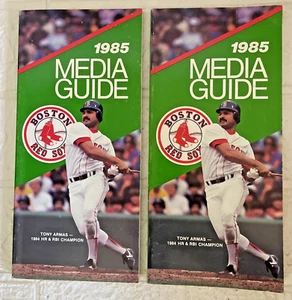 1985
MEDIA
GUIDE
BOSTON
RED SOX
TONY ARMAS —
1984 HR & RBI CHAMPION
1985
MEDIA
GUIDE
BOSTON
RED SOX
TONY ARMAS —
1984 HR & RBI CHAMPION